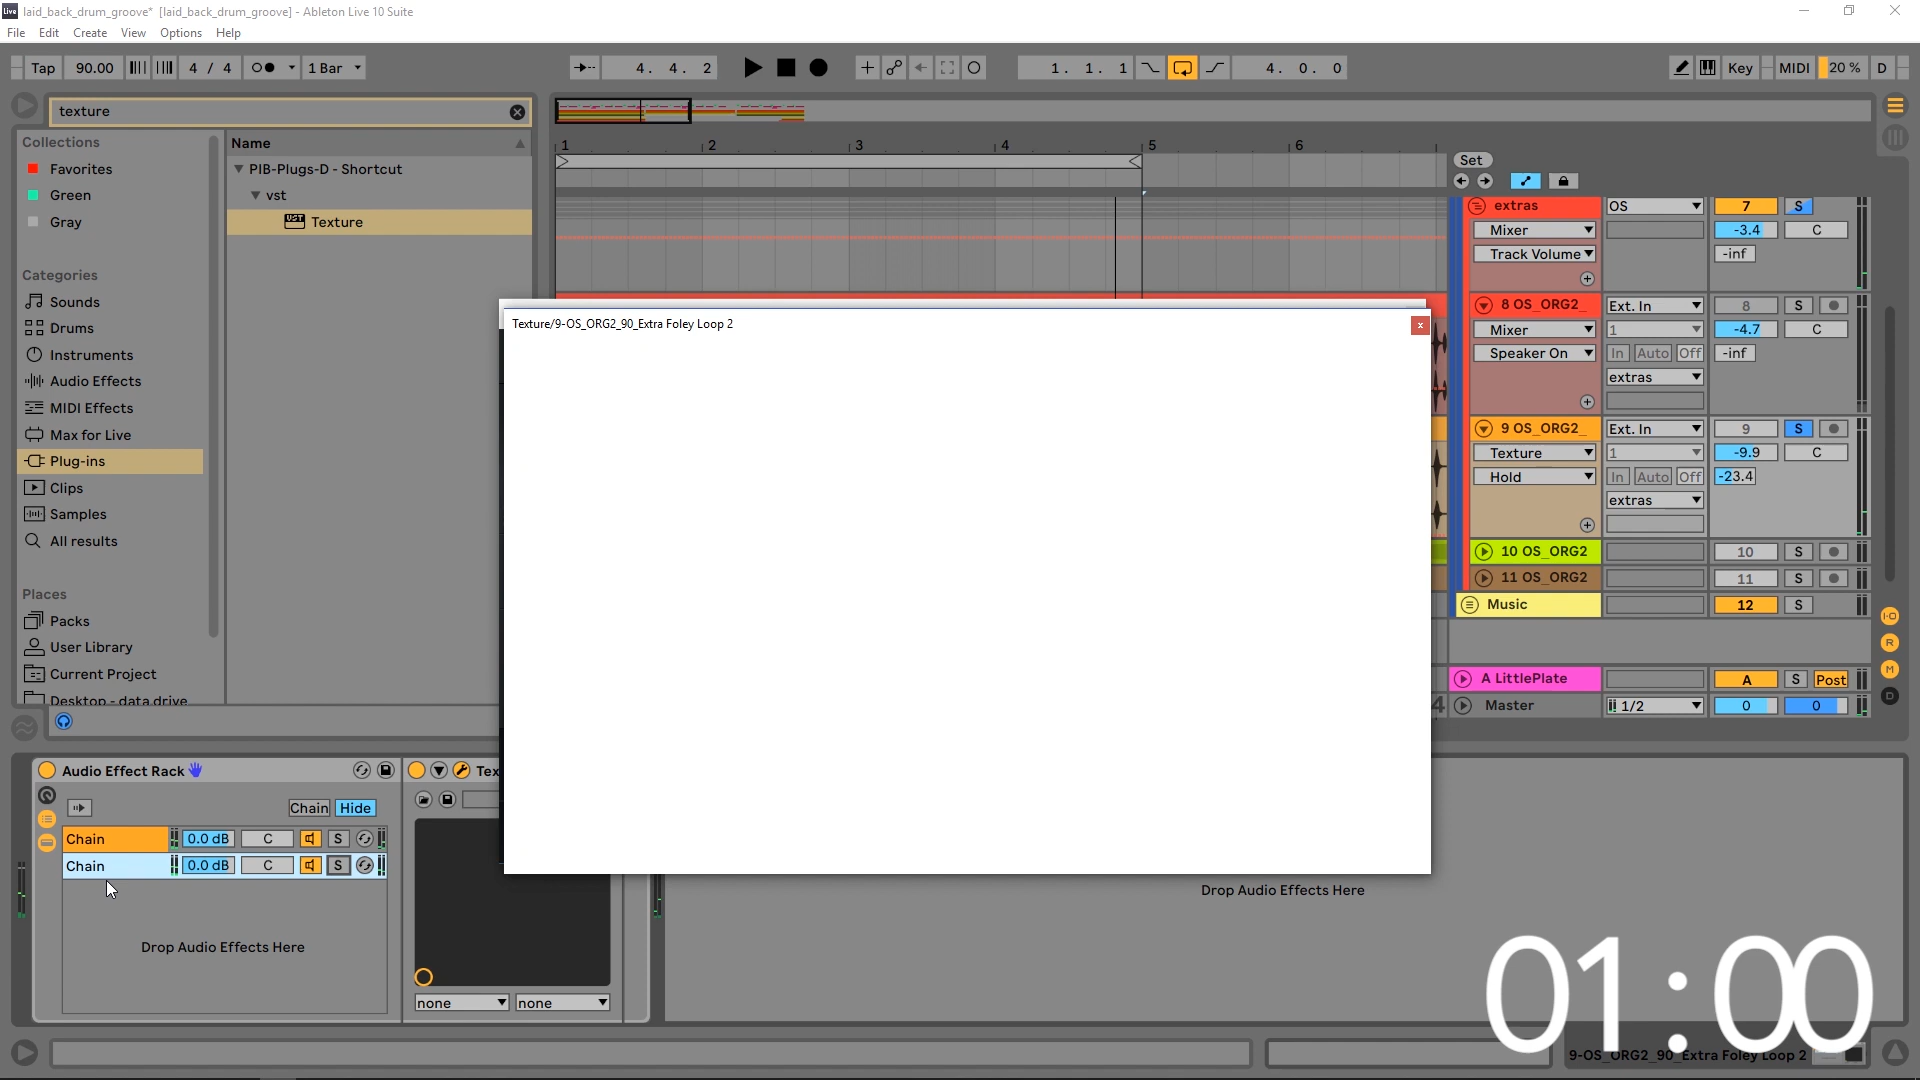 laid_back_drum_groove* [laid_back_drum_groove] - Ableton Live 10 Suite
File Edit Create View Options Help
Tap 90.00 4 / 4 1 Bar 4. 4. 2 1. 1. 1 4. 0. 0 Key MIDI 20 % D
texture
Collections
Favorites
Green
Gray
Categories
Sounds
Drums
Instruments
Audio Effects
MIDI Effects
Max for Live
Plug-ins
Clips
Samples
All results
Places
Packs
User Library
Current Project
Desktop - data.drive
Name
PIB-Plugs-D - Shortcut
vst
VST Texture
1 2 3 4 5 6
Set
extras OS 7 S
Mixer -3.4 C
Track Volume -inf
8 OS_ORG2_ Ext. In 8 S
Mixer 1 -4.7 C
Speaker On In Auto Off -inf
extras
9 OS_ORG2_ Ext. In 9 S
Texture 1 -9.9 C
Hold In Auto Off -23.4
extras
10 OS_ORG2 10 S
11 OS_ORG2 11 S
Music 12 S
A LittlePlate A S Post
4 Master 1/2 0 0
I-O
R
M
D
Texture/9-OS_ORG2_90_Extra Foley Loop 2
x
Audio Effect Rack
Chain Hide
Chain 0.0 dB C S
Chain 0.0 dB C S
Drop Audio Effects Here
Tex
none none
Drop Audio Effects Here
01:00
9-OS_ORG2_90_Extra Foley Loop 2